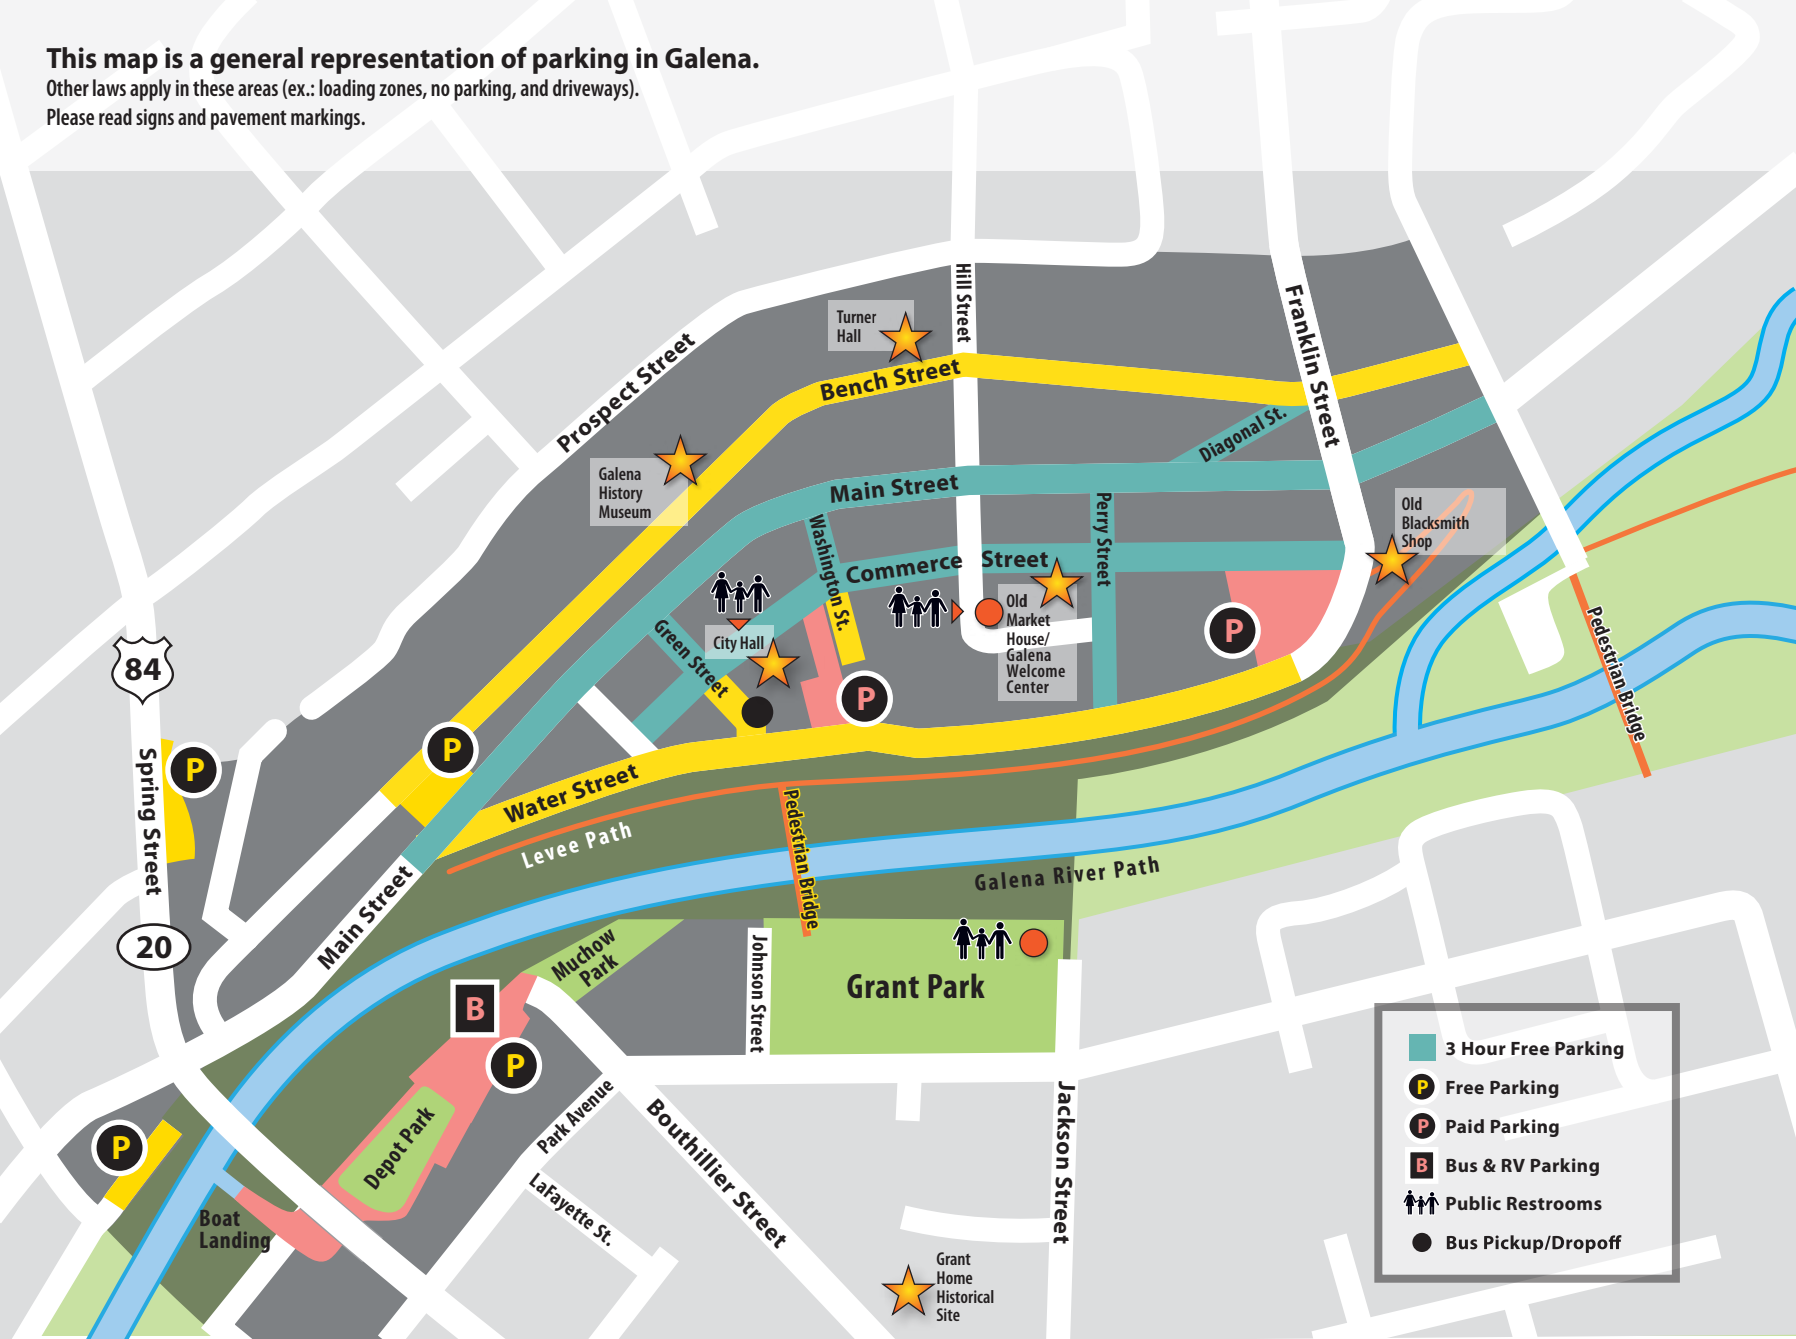 This map is a general representation of parking in Galena.
Other laws apply in these areas (ex.: loading zones, no parking, and driveways).
Please read signs and pavement markings.
Hill Street
Franklin Street
Turner
Hall
Prospect Street
Bench Street
Diagonal St.
Galena
History
Museum
Main Street
Perry Street
Old
Blacksmith
Shop
Washington St.
Commerce Street
Green Street
City Hall
Old
Market
House/
Galena
Welcome
Center
P
P
Pedestrian Bridge
84
P
P
Spring Street
Water Street
Levee Path
Pedestrian Bridge
Galena River Path
Main Street
20
Muchow
Park
Johnson Street
Grant Park
B
P
Depot Park
Park Avenue
Bouthillier Street
Jackson Street
LaFayette St.
P
Boat
Landing
Grant
Home
Historical
Site
3 Hour Free Parking
P Free Parking
P Paid Parking
B Bus & RV Parking
Public Restrooms
Bus Pickup/Dropoff